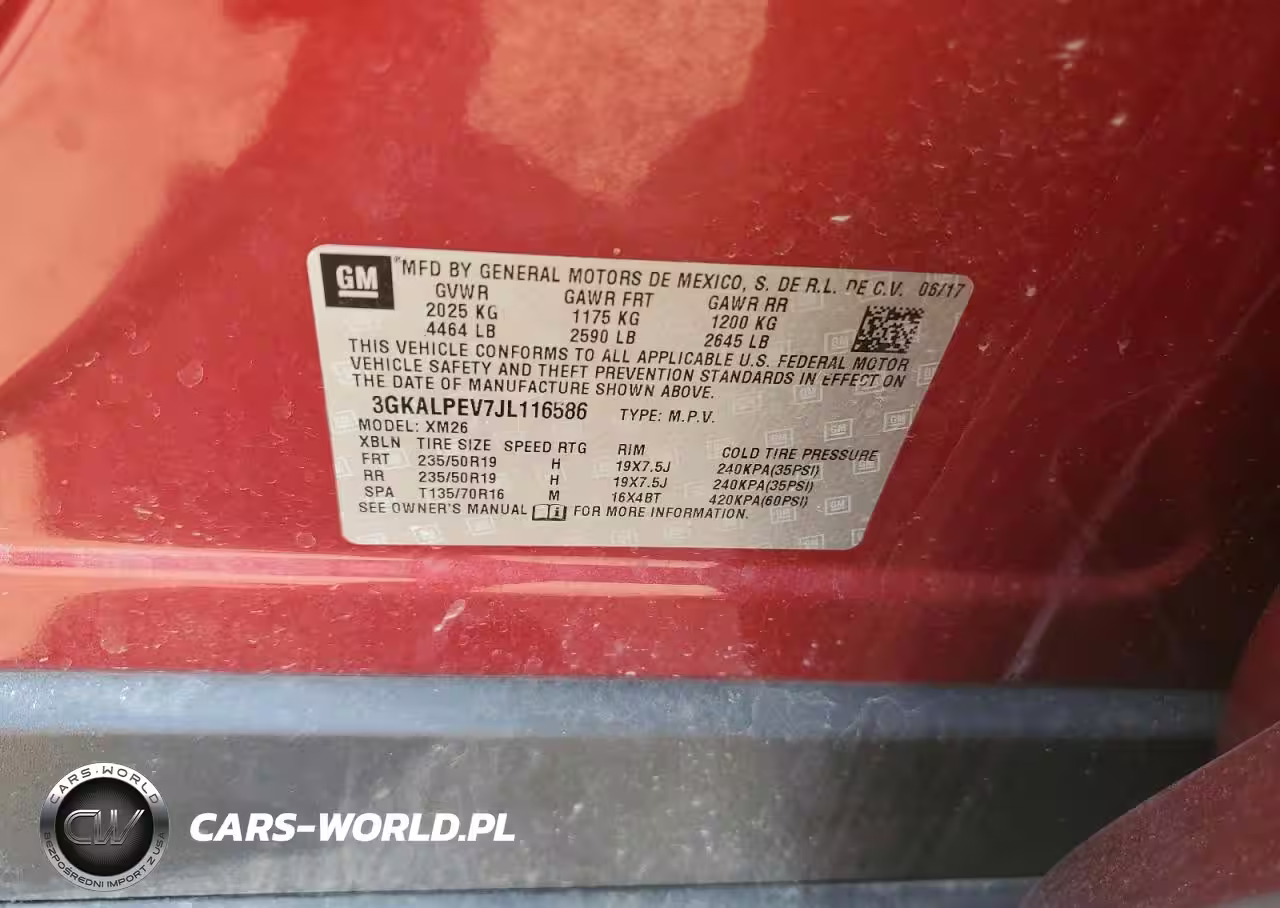 GM
®MFD BY GENERAL MOTORS DE MEXICO, S. DE R.L. DE C.V. 06/17
GVWR GAWR FRT GAWR RR
2025 KG 1175 KG 1200 KG
4464 LB 2590 LB 2645 LB
THIS VEHICLE CONFORMS TO ALL APPLICABLE U.S. FEDERAL MOTOR
VEHICLE SAFETY AND THEFT PREVENTION STANDARDS IN EFFECT ON
THE DATE OF MANUFACTURE SHOWN ABOVE.
3GKALPEV7JL116586 TYPE: M.P.V.
MODEL: XM26
XBLN TIRE SIZE SPEED RTG RIM COLD TIRE PRESSURE
FRT 235/50R19 H 19X7.5J 240KPA(35PSI)
RR 235/50R19 H 19X7.5J 240KPA(35PSI)
SPA T135/70R16 M 16X4BT 420KPA(60PSI)
SEE OWNER'S MANUAL i FOR MORE INFORMATION.
CARS-WORLD
CW
BEZPOŚREDNI IMPORT Z USA
CARS-WORLD.PL